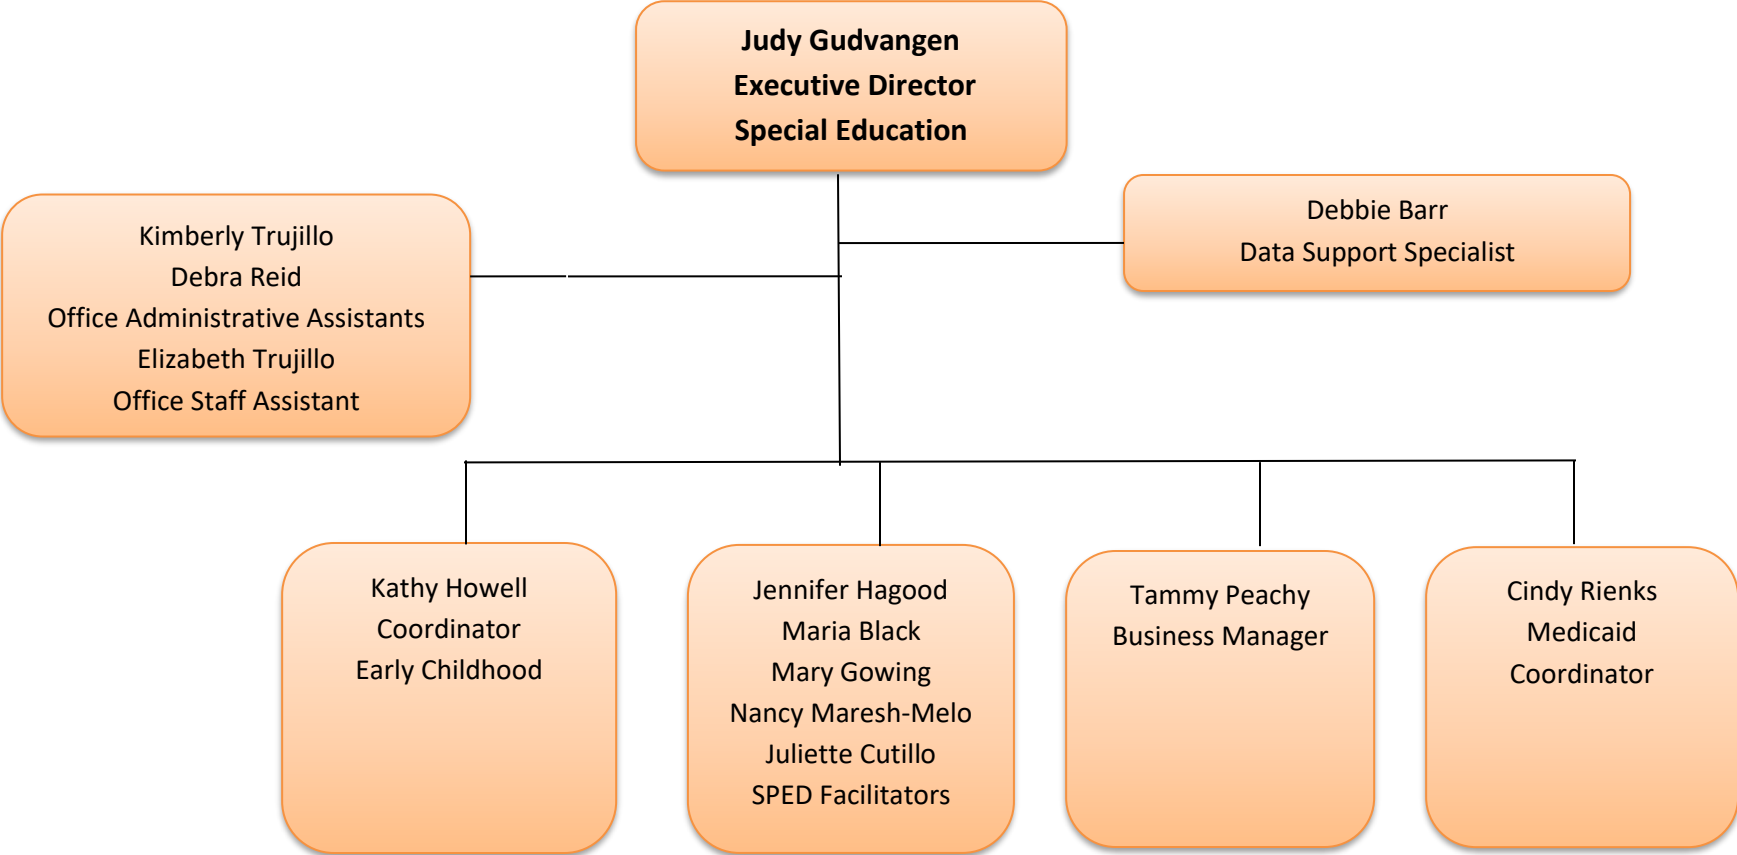 Judy Gudvangen
Executive Director
Special Education
Debbie Barr
Data Support Specialist
Kimberly Trujillo
Debra Reid
Office Administrative Assistants
Elizabeth Trujillo
Office Staff Assistant
Kathy Howell
Coordinator
Early Childhood
Jennifer Hagood
Maria Black
Mary Gowing
Nancy Maresh-Melo
Juliette Cutillo
SPED Facilitators
Tammy Peachy
Business Manager
Cindy Rienks
Medicaid
Coordinator